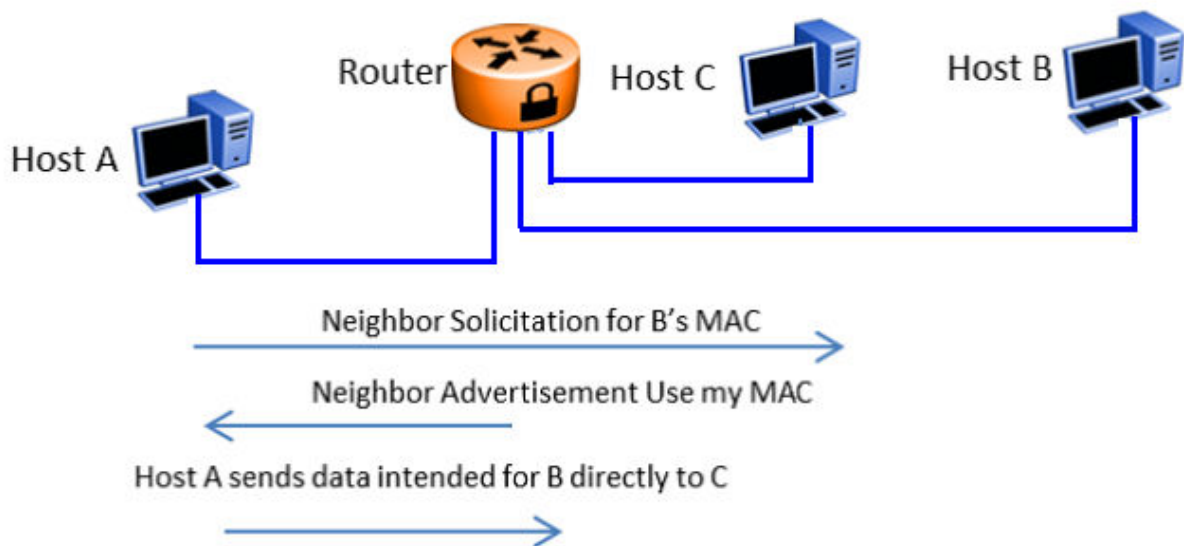 Router
Host C
Host B
Host A
Neighbor Solicitation for B’s MAC
Neighbor Advertisement Use my MAC
Host A sends data intended for B directly to C